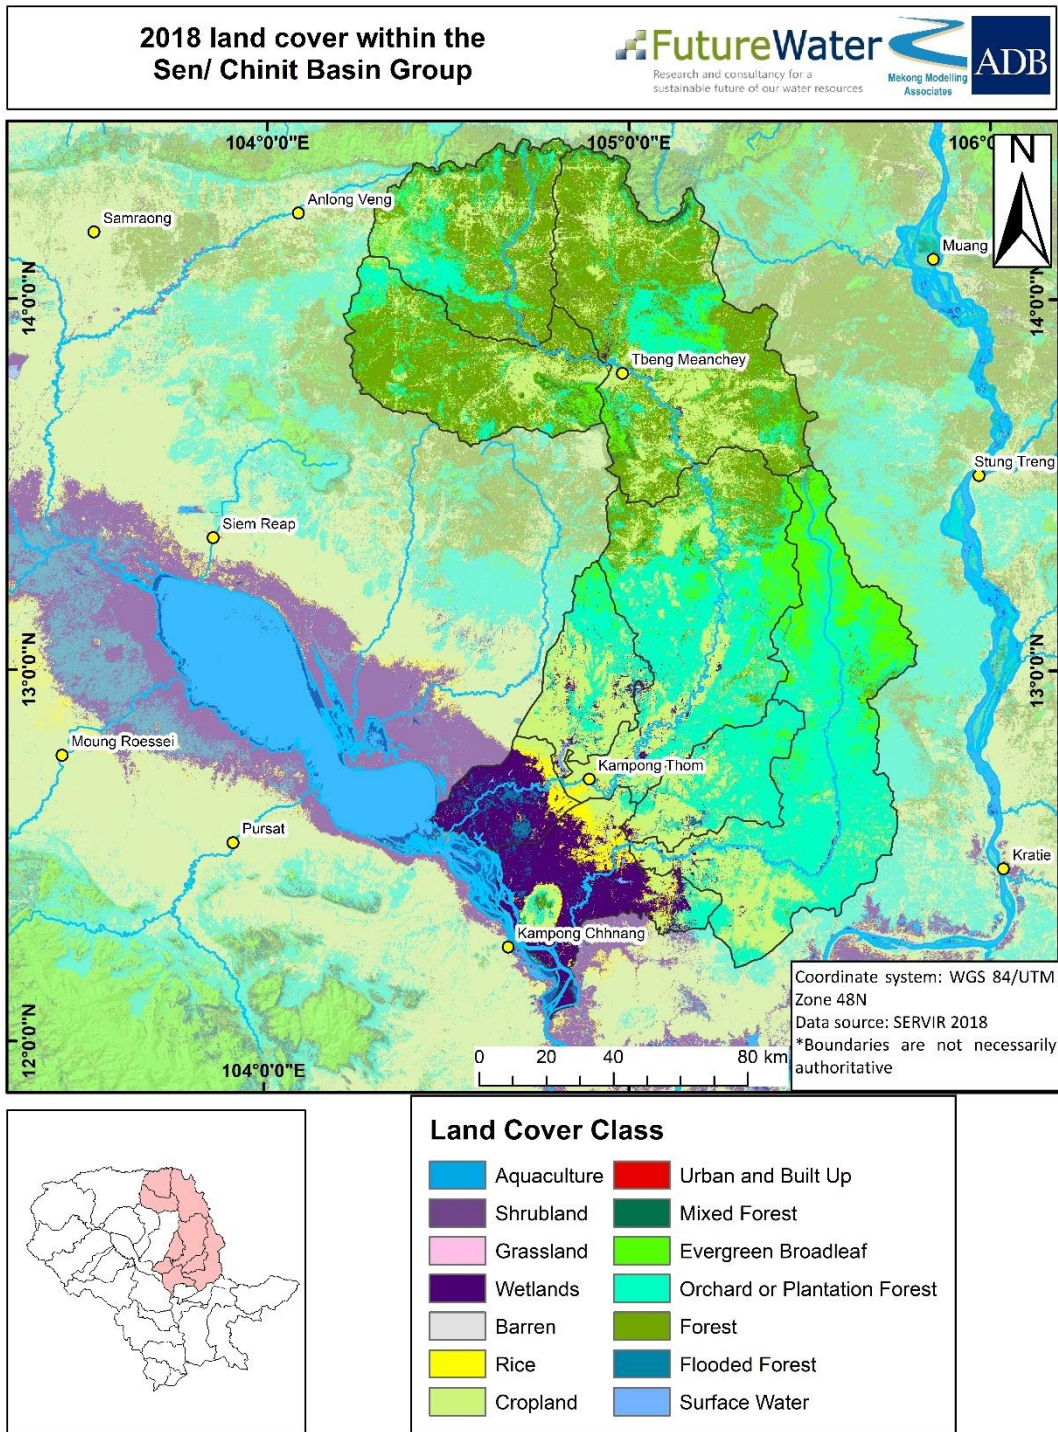 2018 land cover within the
Sen/ Chinit Basin Group
FutureWater
Research and consultancy for a
sustainable future of our water resources
Mekong Modelling
Associates
ADB
104°0'0"E
105°0'0"E
106°0'
N
Samraong
Anlong Veng
Muang
14°0'0"N
14°0'0"N
Tbeng Meanchey
Stung Treng
Siem Reap
13°0'0"N
13°0'0"N
Moung Roessei
Kampong Thom
Pursat
Kratie
Kampong Chhnang
12°0'0"N
104°0'0"E
0 20 40 80 km
Coordinate system: WGS 84/UTM
Zone 48N
Data source: SERVIR 2018
*Boundaries are not necessarily
authoritative
Land Cover Class
Aquaculture
Shrubland
Grassland
Wetlands
Barren
Rice
Cropland
Urban and Built Up
Mixed Forest
Evergreen Broadleaf
Orchard or Plantation Forest
Forest
Flooded Forest
Surface Water